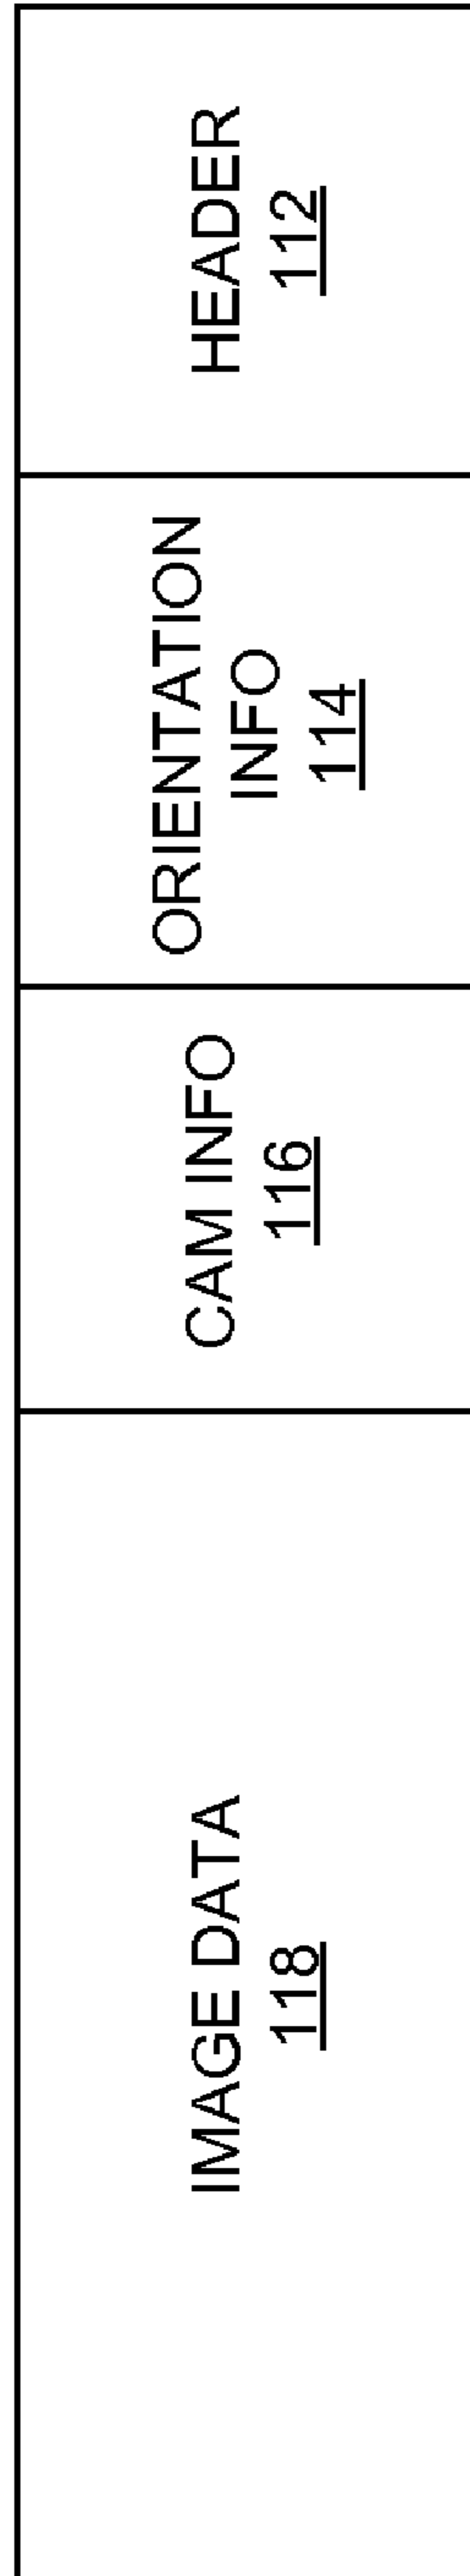 IMAGE DATA
118
CAM INFO
116
ORIENTATION
INFO
114
HEADER
112